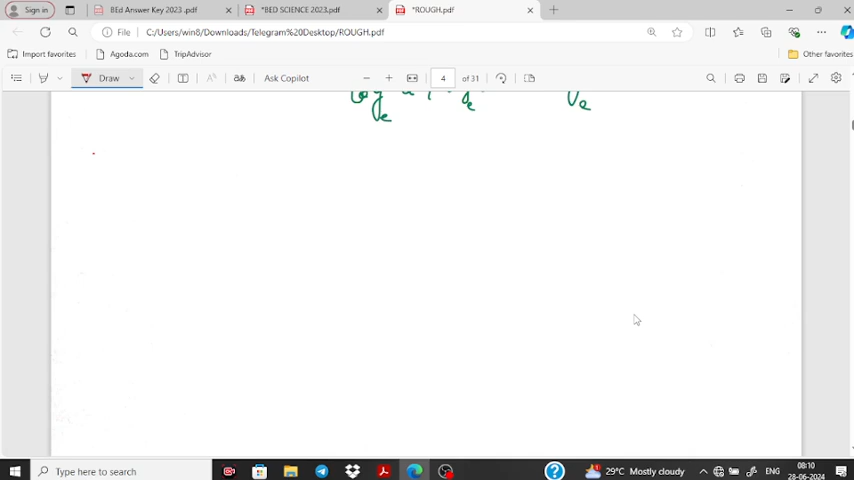 Sign in
BEd Answer Key 2023 .pdf
*BED SCIENCE 2023.pdf
*ROUGH.pdf
File
C:/Users/win8/Downloads/Telegram%20Desktop/ROUGH.pdf
Import favorites
Agoda.com
TripAdvisor
Other favorites
Draw
Ask Copilot
4 of 31
Type here to search
29°C Mostly cloudy
ENG
08:10
28-06-2024